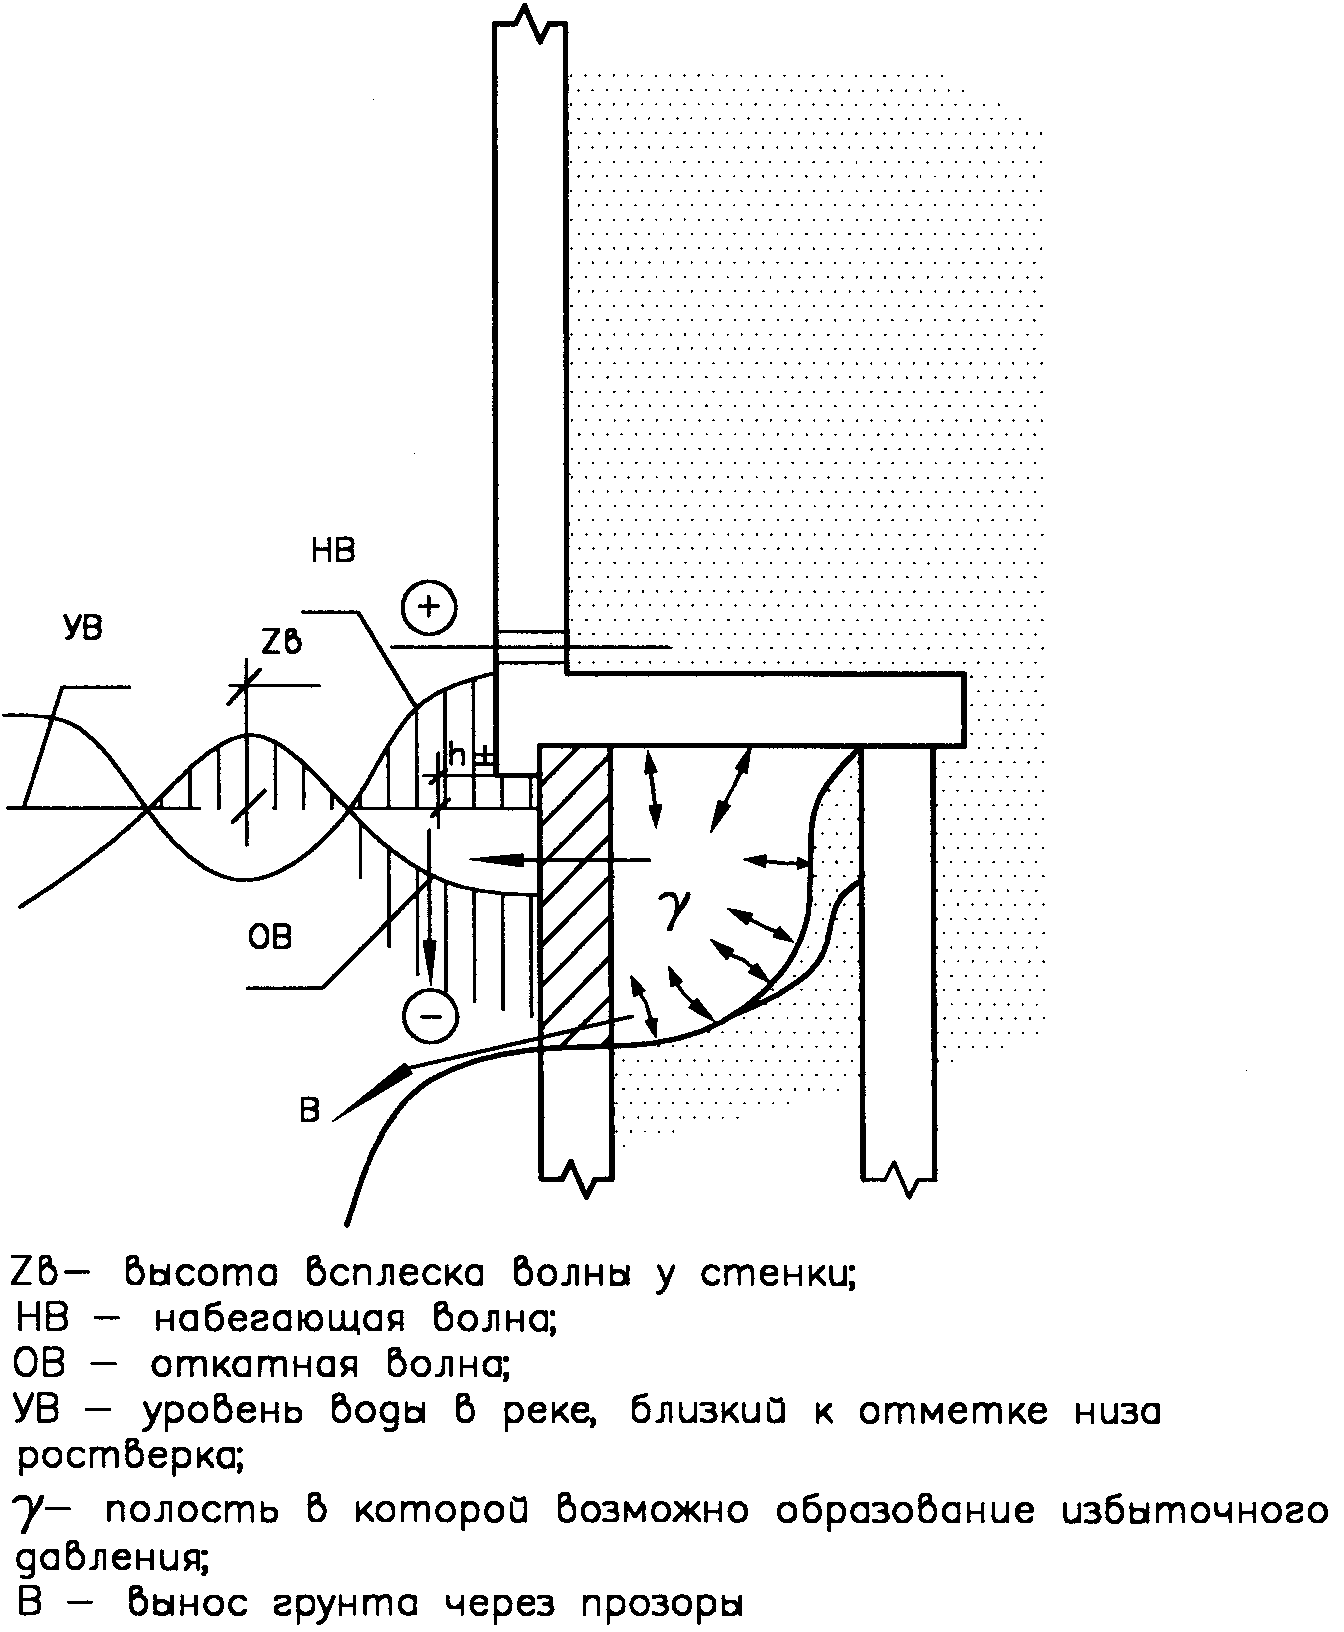 НВ
+
УВ
Zв
h
H
γ
ОВ
−
В
Zв— высота всплеска волны у стенки;
НВ — набегающая волна;
ОВ — откатная волна;
УВ — уровень воды в реке, близкий к отметке низа
ростверка;
γ— полость в которой возможно образование избыточного
давления;
В — вынос грунта через прозоры